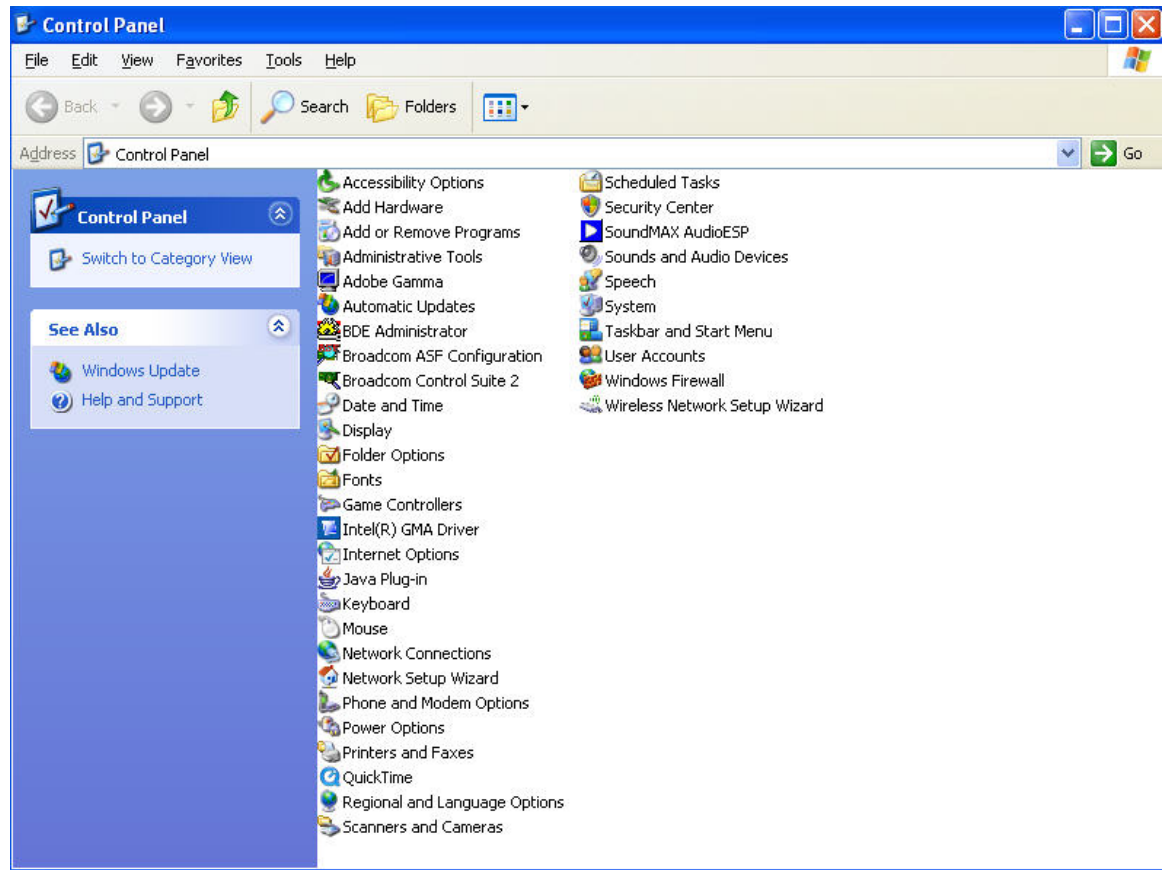 Control Panel
File Edit View Favorites Tools Help
Back Search Folders
Address Control Panel Go
Control Panel
Switch to Category View
See Also
Windows Update
Help and Support
Accessibility Options
Add Hardware
Add or Remove Programs
Administrative Tools
Adobe Gamma
Automatic Updates
BDE Administrator
Broadcom ASF Configuration
Broadcom Control Suite 2
Date and Time
Display
Folder Options
Fonts
Game Controllers
Intel(R) GMA Driver
Internet Options
Java Plug-in
Keyboard
Mouse
Network Connections
Network Setup Wizard
Phone and Modem Options
Power Options
Printers and Faxes
QuickTime
Regional and Language Options
Scanners and Cameras
Scheduled Tasks
Security Center
SoundMAX AudioESP
Sounds and Audio Devices
Speech
System
Taskbar and Start Menu
User Accounts
Windows Firewall
Wireless Network Setup Wizard